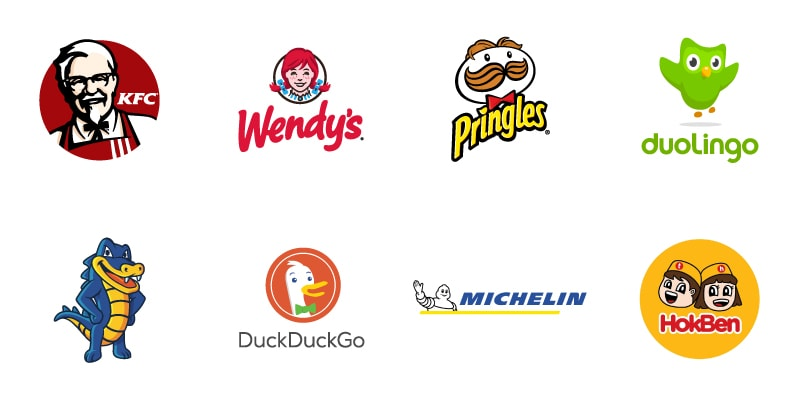 KFC
Wendy's.
Pringles®
duolingo
DuckDuckGo
MICHELIN
t h
HokBen